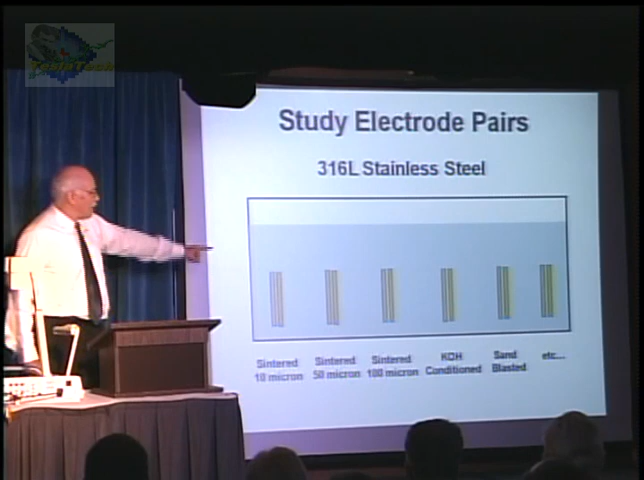 TeslaTech
Study Electrode Pairs
316L Stainless Steel
Sintered Sintered Sintered KOH Sand etc...
10 micron 50 micron 100 micron Conditioned Blasted